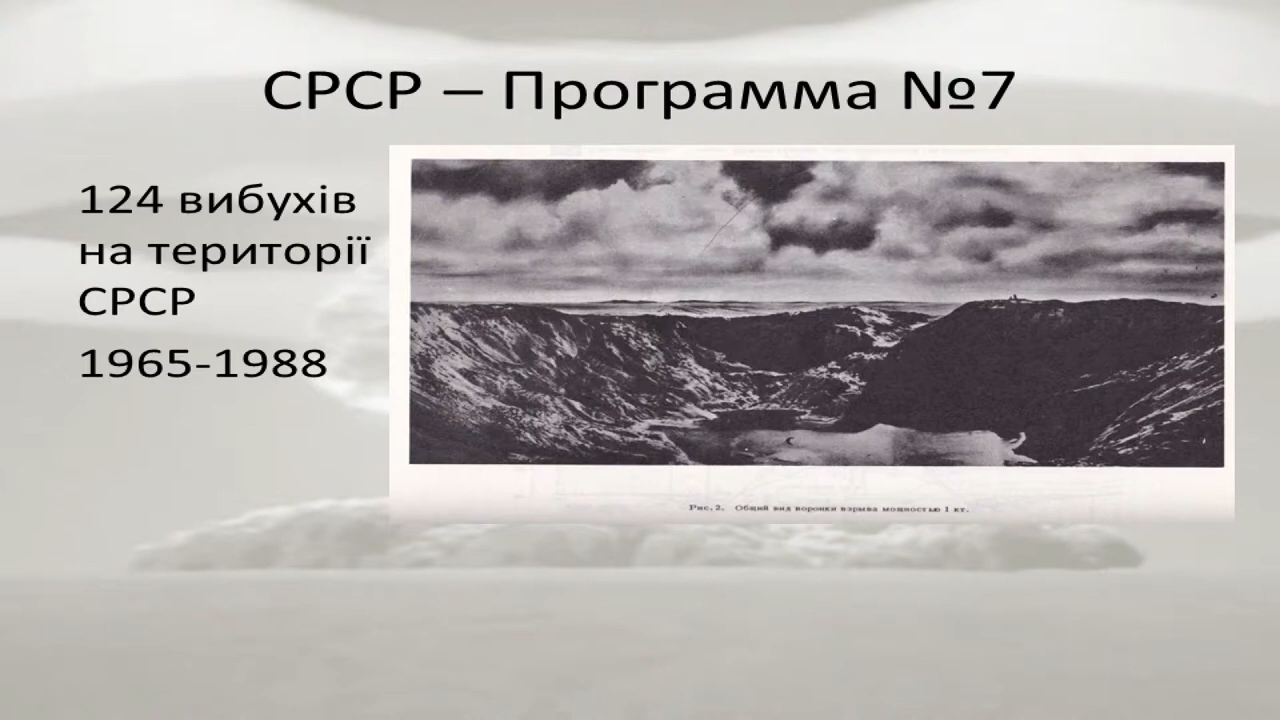 СРСР – Программа №7
124 вибухів
на території
СРСР
1965-1988
Рис. 2. Общий вид воронки взрыва мощностью 1 кт.